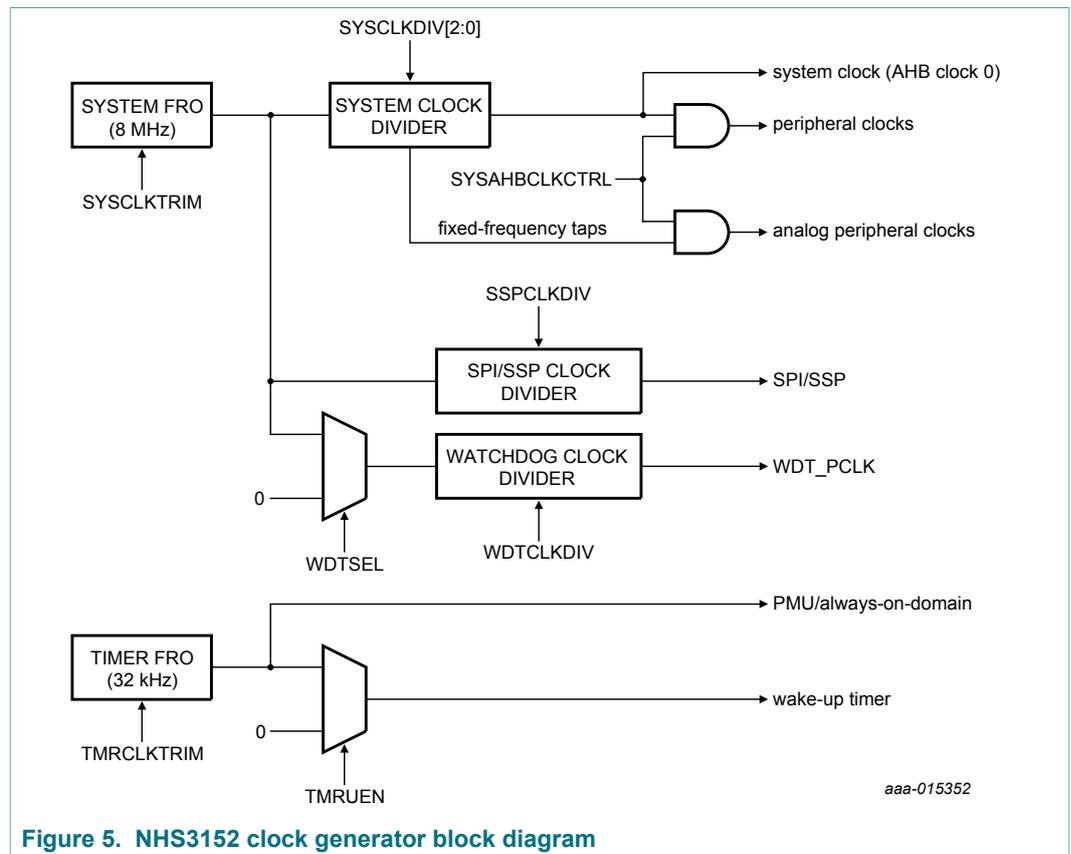 SYSCLKDIV[2:0]
system clock (AHB clock 0)
SYSTEM FRO
(8 MHz)
SYSTEM CLOCK
DIVIDER
peripheral clocks
SYSCLKTRIM
SYSAHBCLKCTRL
fixed-frequency taps
analog peripheral clocks
SSPCLKDIV
SPI/SSP CLOCK
DIVIDER
SPI/SSP
WATCHDOG CLOCK
DIVIDER
WDT_PCLK
0
WDTSEL
WDTCLKDIV
PMU/always-on-domain
TIMER FRO
(32 kHz)
wake-up timer
0
TMRCLKTRIM
TMRUEN
aaa-015352
Figure 5. NHS3152 clock generator block diagram